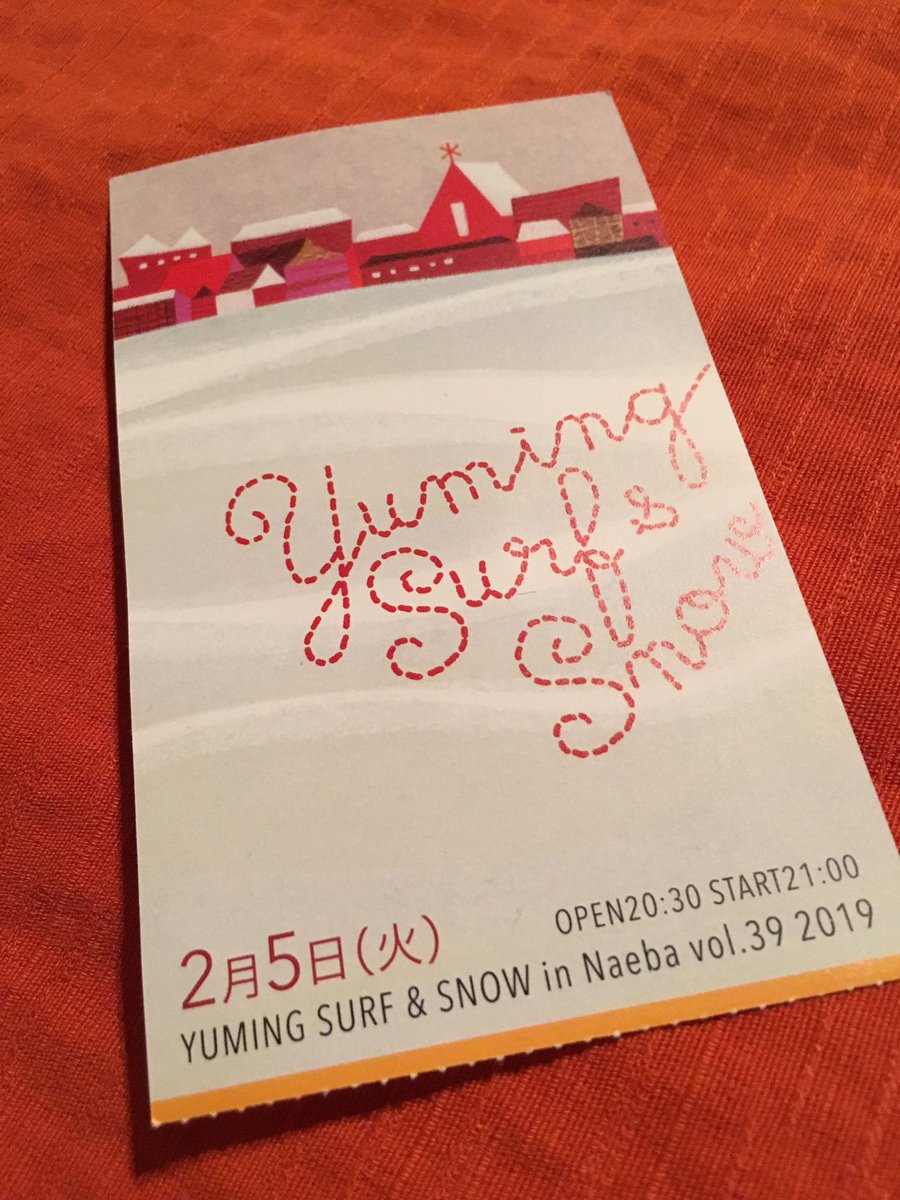 Yuming
Surf &
Snow
OPEN20:30 START21:00
2月5日(火)
YUMING SURF & SNOW in Naeba vol.39 2019